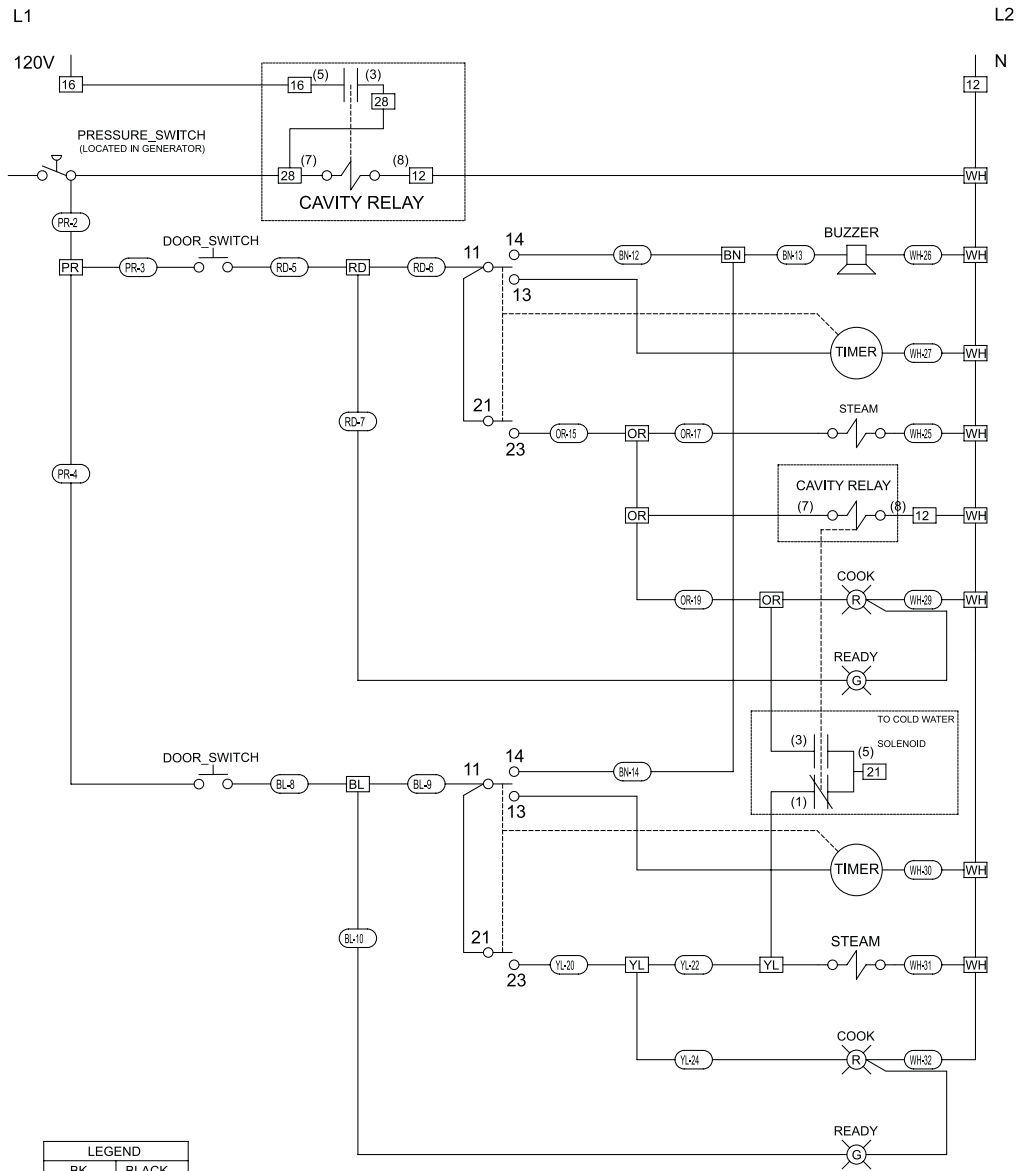 L1
L2
120V
N
16
16
(5)
(3)
28
12
PRESSURE_SWITCH
(LOCATED IN GENERATOR)
28
(7)
(8)
12
WH
CAVITY RELAY
PR-2
DOOR_SWITCH
BUZZER
PR
PR-3
RD-5
RD
RD-6
11
14
13
BN-12
BN
BN-13
WH-26
WH
TIMER
WH-27
WH
RD-7
21
23
OR-15
OR
OR-17
STEAM
WH-25
WH
PR-4
CAVITY RELAY
OR
(7)
(8)
12
WH
COOK
OR-19
OR
R
WH-29
WH
READY
G
TO COLD WATER
SOLENOID
(3)
(5)
21
(1)
DOOR_SWITCH
BL-8
BL
BL-9
11
14
13
BN-14
TIMER
WH-30
WH
BL-10
21
23
YL-20
YL
YL-22
YL
STEAM
WH-31
WH
COOK
YL-24
R
WH-32
READY
G
LEGEND
BK BLACK